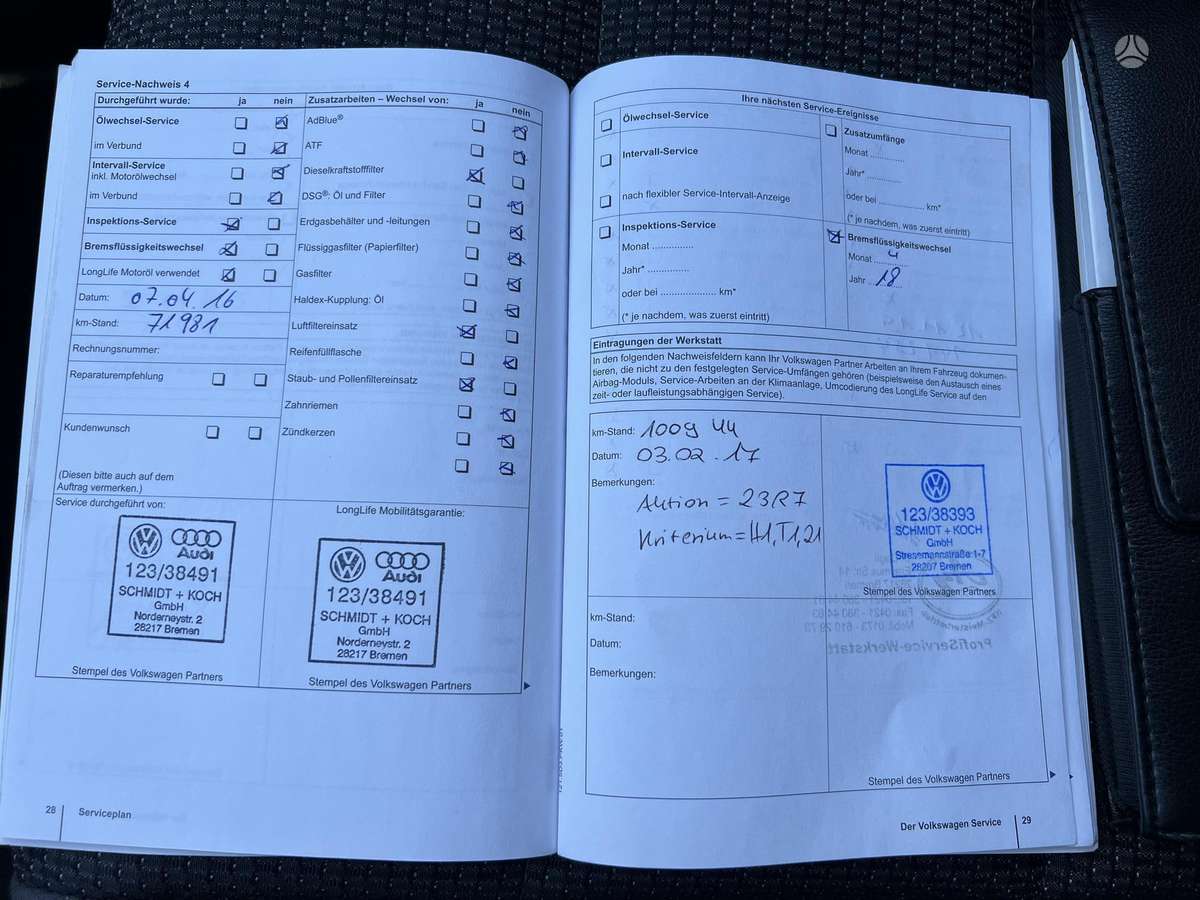 Service-Nachweis 4
Durchgeführt wurde: ja nein
Ölwechsel-Service
im Verbund
Intervall-Service
inkl. Motorölwechsel
im Verbund
Inspektions-Service
Bremsflüssigkeitswechsel
LongLife Motoröl verwendet
Datum: 07.04.16
km-Stand: 71981
Rechnungsnummer:
Reparaturempfehlung
Kundenwunsch
(Diesen bitte auch auf dem
Auftrag vermerken.)
Zusatzarbeiten – Wechsel von: ja nein
AdBlue®
ATF
Dieselkraftstofffilter
DSG®: Öl und Filter
Erdgasbehälter und -leitungen
Flüssiggasfilter (Papierfilter)
Gasfilter
Haldex-Kupplung: Öl
Luftfiltereinsatz
Reifenfüllflasche
Staub- und Pollenfiltereinsatz
Zahnriemen
Zündkerzen
Service durchgeführt von:
Audi
123/38491
SCHMIDT + KOCH
GmbH
Norderneystr. 2
28217 Bremen
Stempel des Volkswagen Partners
LongLife Mobilitätsgarantie:
Audi
123/38491
SCHMIDT + KOCH
GmbH
Norderneystr. 2
28217 Bremen
Stempel des Volkswagen Partners
28 Serviceplan
Ihre nächsten Service-Ereignisse
Ölwechsel-Service
Intervall-Service
nach flexibler Service-Intervall-Anzeige
Inspektions-Service
Monat ...............
Jahr* ...............
oder bei .................... km*
(* je nachdem, was zuerst eintritt)
Zusatzumfänge
Monat ............
Jahr* ............
oder bei ................ km*
(* je nachdem, was zuerst eintritt)
Bremsflüssigkeitswechsel
Monat 4
Jahr 18
Eintragungen der Werkstatt
In den folgenden Nachweisfeldern kann Ihr Volkswagen Partner Arbeiten an Ihrem Fahrzeug dokumen-
tieren, die nicht zu den festgelegten Service-Umfängen gehören (beispielsweise den Austausch eines
Airbag-Moduls, Service-Arbeiten an der Klimaanlage, Umcodierung des LongLife Service auf den
zeit- oder laufleistungsabhängigen Service).
km-Stand: 100944
Datum: 03.02.17
Bemerkungen:
Aktion = 23R7
Kriterium = H1,T1,21
123/38393
SCHMIDT + KOCH
GmbH
Stresemannstraße 1-7
28207 Bremen
Stempel des Volkswagen Partners
km-Stand:
Datum:
Bemerkungen:
Stempel des Volkswagen Partners
Der Volkswagen Service 29